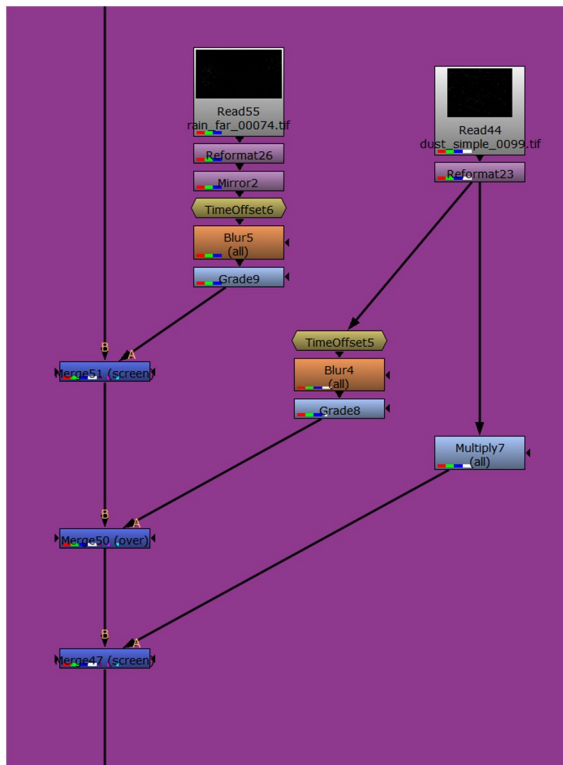 Read55
rain_far_00074.tif
Reformat26
Mirror2
TimeOffset6
Blur5
(all)
Grade9
Read44
dust_simple_0099.tif
Reformat23
B
A
Merge51 (screen)
TimeOffset5
Blur4
(all)
Grade8
Multiply7
(all)
B
A
Merge50 (over)
B
A
Merge47 (screen)